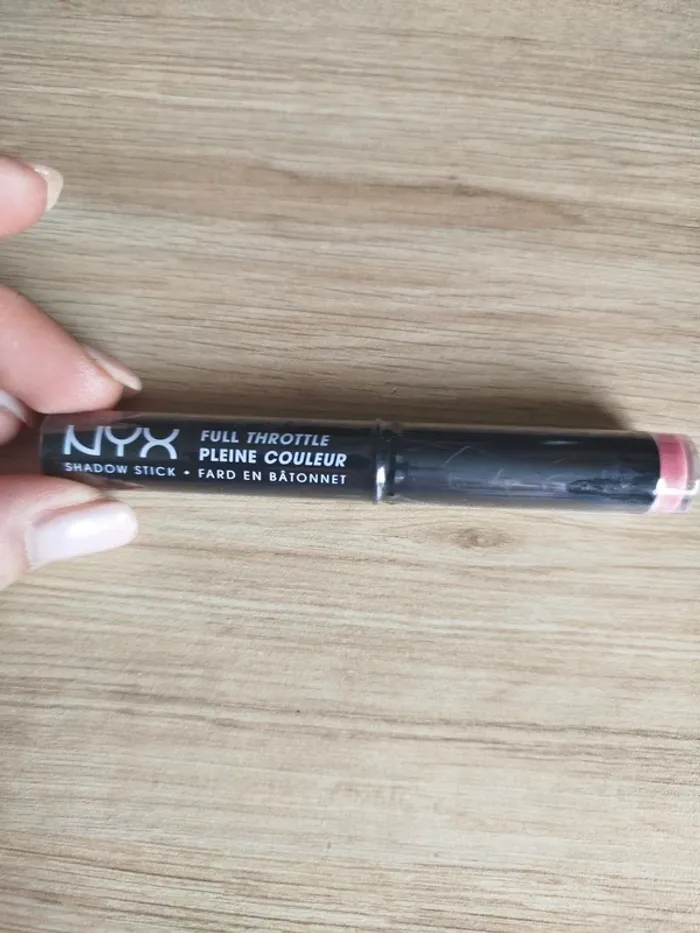 NYX
FULL THROTTLE
PLEINE COULEUR
SHADOW STICK • FARD EN BÂTONNET